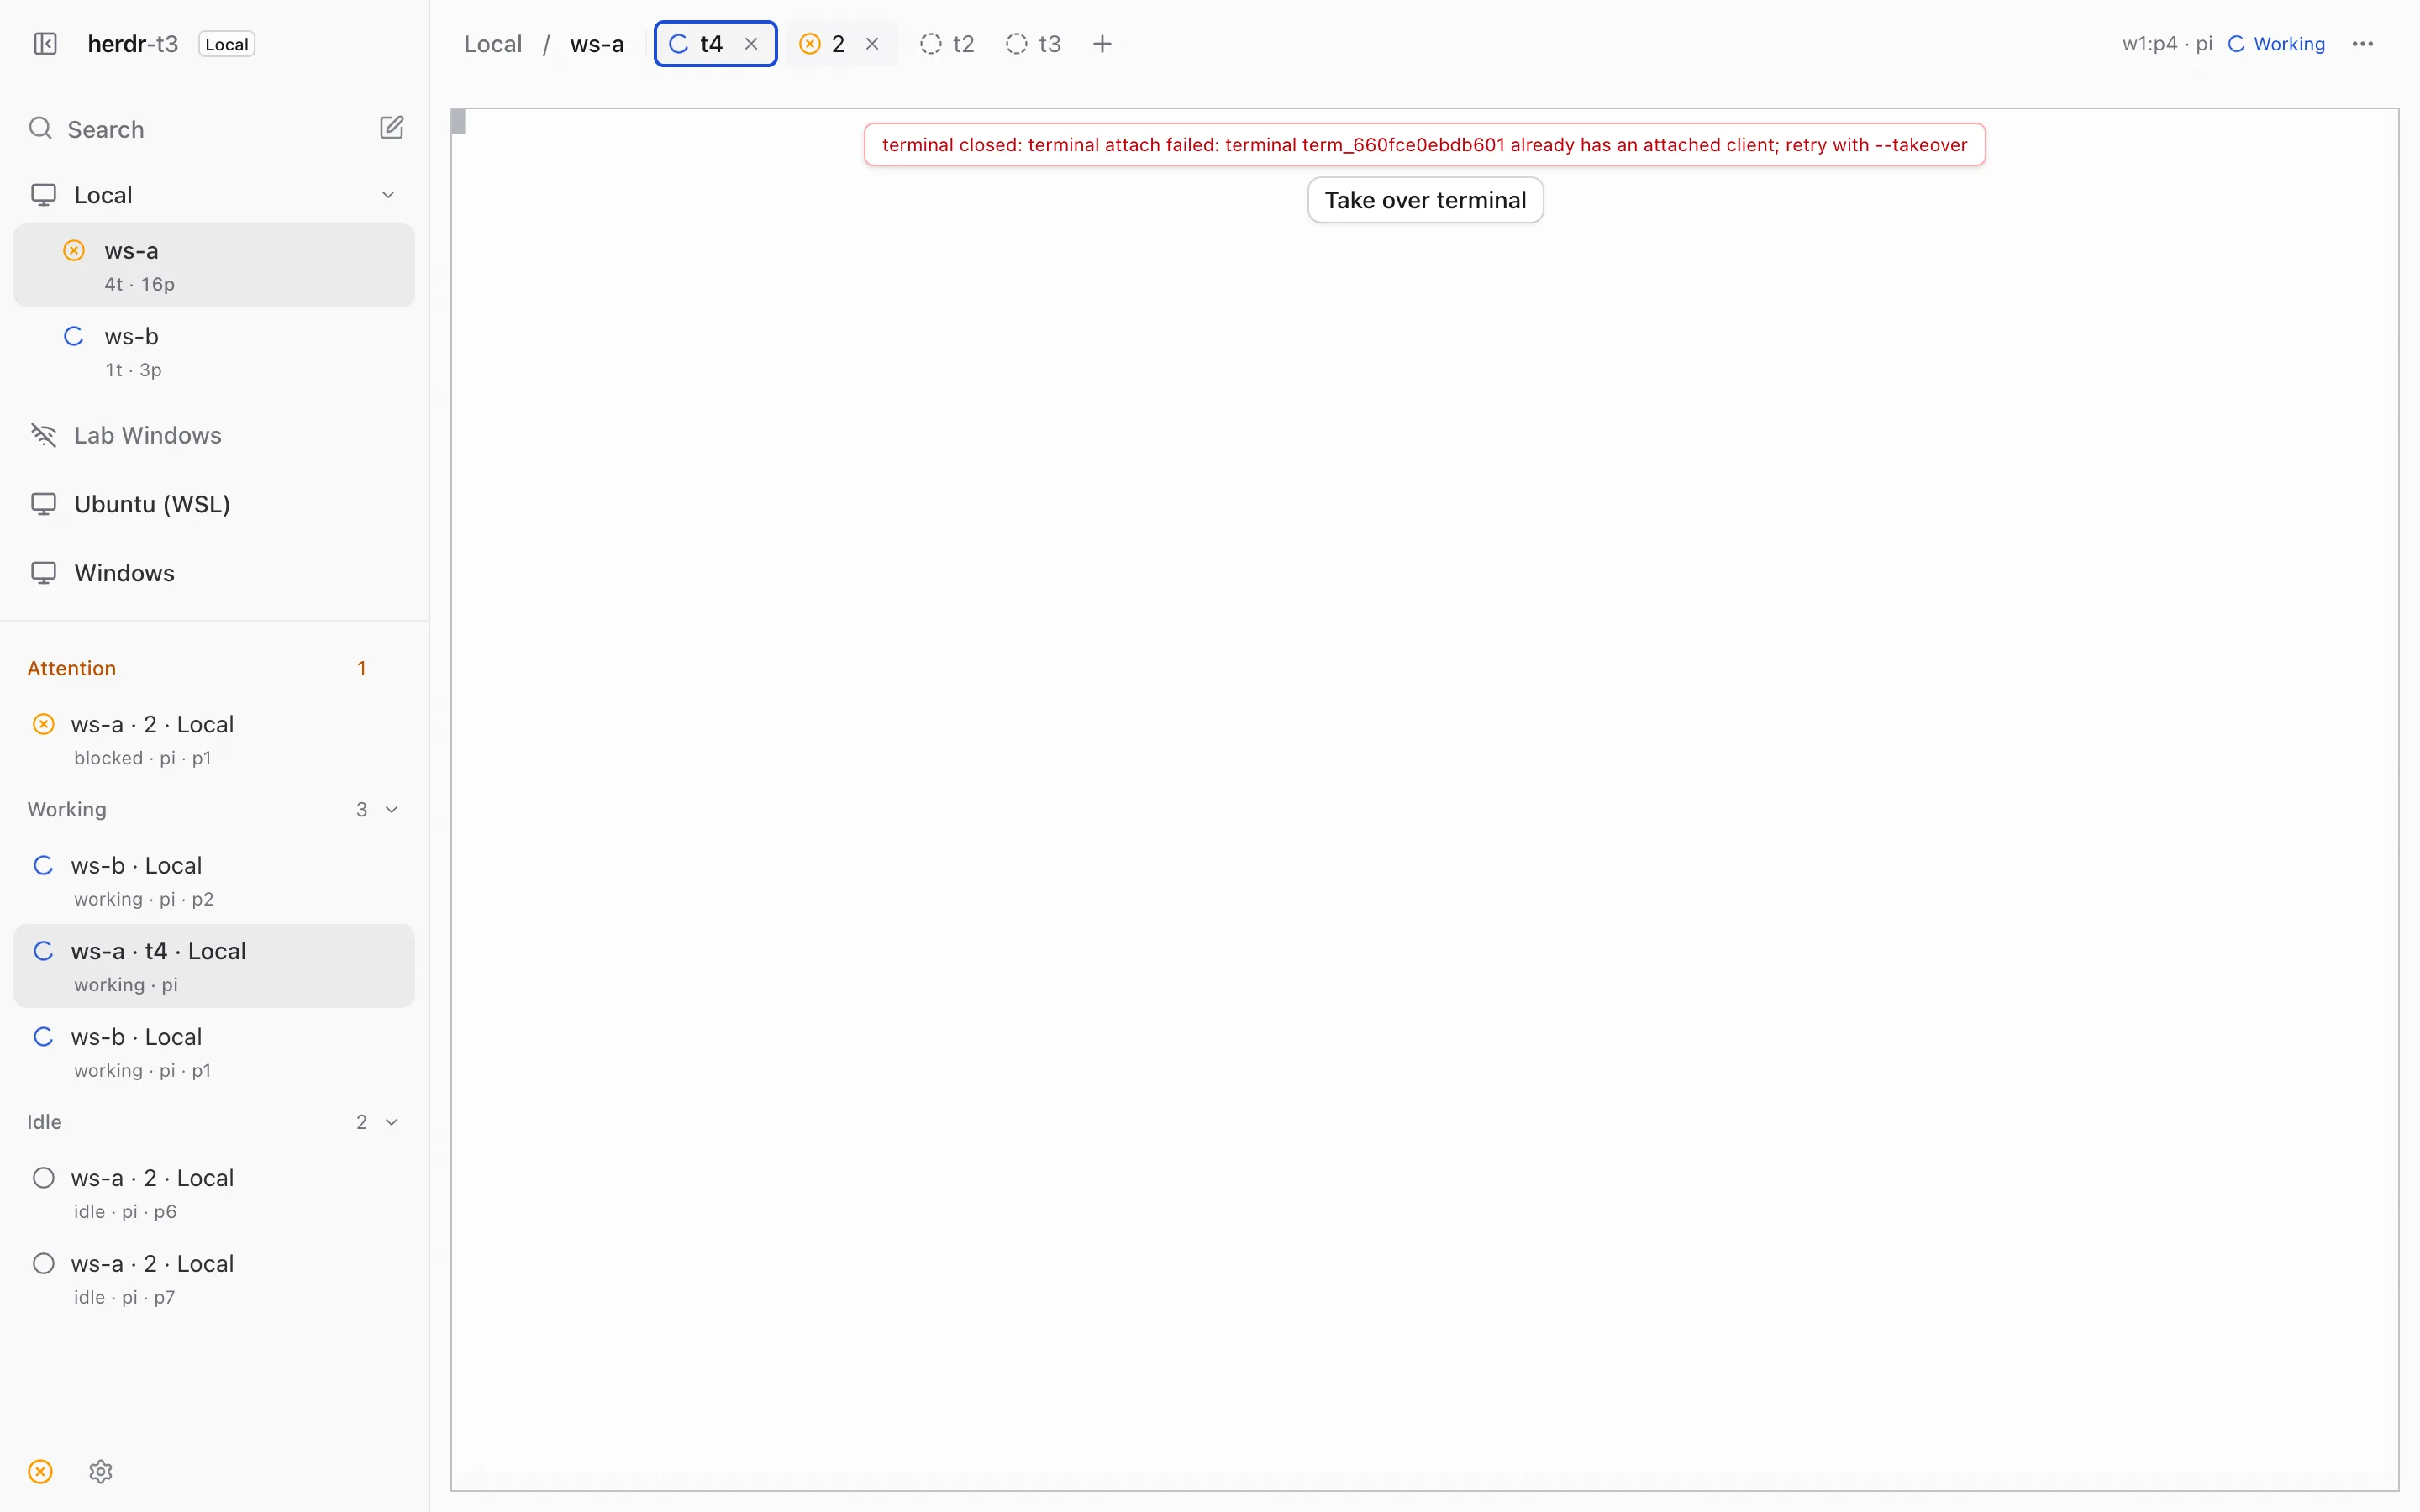 herdr-t3 Local
Search
Local
ws-a
4t · 16p
ws-b
1t · 3p
Lab Windows
Ubuntu (WSL)
Windows
Attention 1
ws-a · 2 · Local
blocked · pi · p1
Working 3
ws-b · Local
working · pi · p2
ws-a · t4 · Local
working · pi
ws-b · Local
working · pi · p1
Idle 2
ws-a · 2 · Local
idle · pi · p6
ws-a · 2 · Local
idle · pi · p7
Local / ws-a t4 2 t2 t3
w1:p4 · pi Working
terminal closed: terminal attach failed: terminal term_660fce0ebdb601 already has an attached client; retry with --takeover
Take over terminal